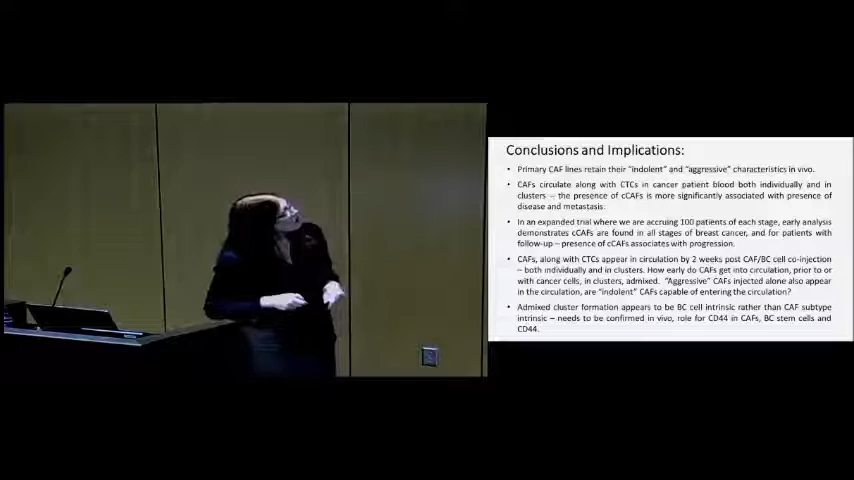 Conclusions and Implications:
• Primary CAF lines retain their "indolent" and "aggressive" characteristics in vivo.
• CAFs circulate along with CTCs in cancer patient blood both individually and in
clusters – the presence of cCAFs is more significantly associated with presence of
disease and metastasis.
• In an expanded trial where we are accruing 100 patients of each stage, early analysis
demonstrates cCAFs are found in all stages of breast cancer, and for patients with
follow-up – presence of cCAFs associates with progression.
• CAFs, along with CTCs appear in circulation by 2 weeks post CAF/BC cell co-injection
– both individually and in clusters. How early do CAFs get into circulation, prior to or
with cancer cells, in clusters, admixed. "Aggressive" CAFs injected alone also appear
in the circulation, are "indolent" CAFs capable of entering the circulation?
• Admixed cluster formation appears to be BC cell intrinsic rather than CAF subtype
intrinsic – needs to be confirmed in vivo, role for CD44 in CAFs, BC stem cells and
CD44.